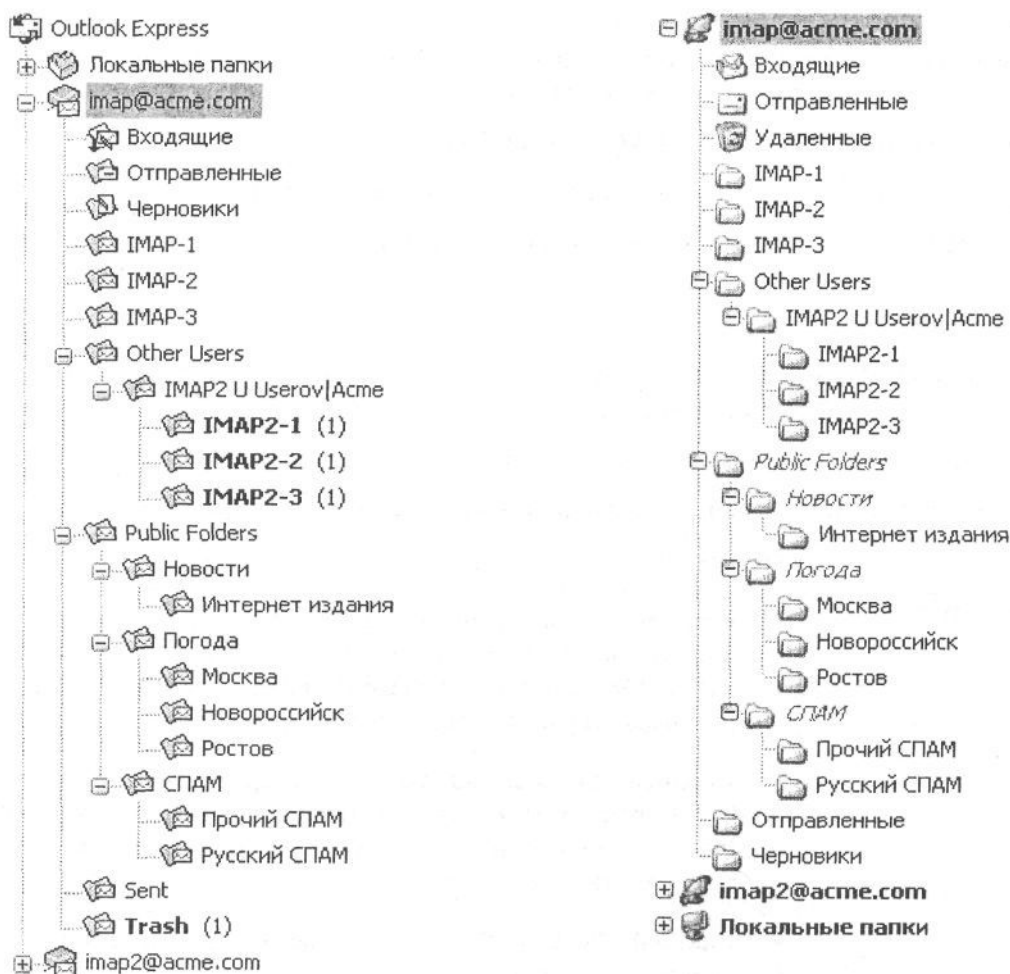 Outlook Express
Локальные папки
imap@acme.com
Входящие
Отправленные
Черновики
IMAP-1
IMAP-2
IMAP-3
Other Users
IMAP2 U Userov|Acme
IMAP2-1 (1)
IMAP2-2 (1)
IMAP2-3 (1)
Public Folders
Новости
Интернет издания
Погода
Москва
Новороссийск
Ростов
СПАМ
Прочий СПАМ
Русский СПАМ
Sent
Trash (1)
imap2@acme.com
imap@acme.com
Входящие
Отправленные
Удаленные
IMAP-1
IMAP-2
IMAP-3
Other Users
IMAP2 U Userov|Acme
IMAP2-1
IMAP2-2
IMAP2-3
Public Folders
Новости
Интернет издания
Погода
Москва
Новороссийск
Ростов
СПАМ
Прочий СПАМ
Русский СПАМ
Отправленные
Черновики
imap2@acme.com
Локальные папки